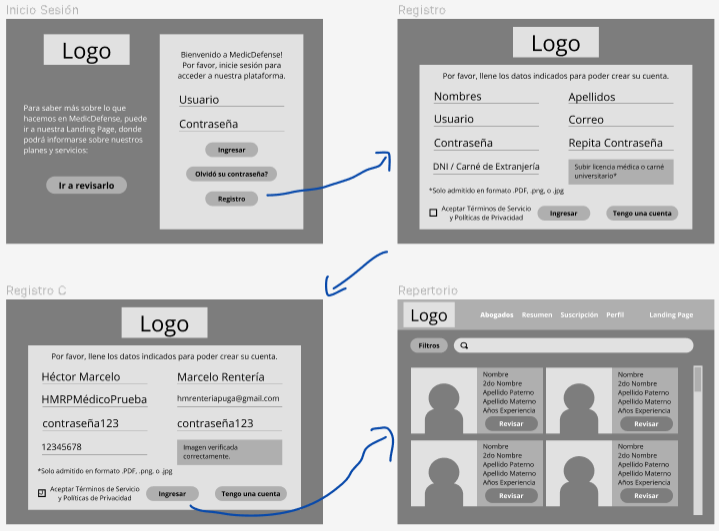 Inicio Sesión
Logo
Para saber más sobre lo que
hacemos en MedicDefense, puede
ir a nuestra Landing Page, donde
podrá informarse sobre nuestros
planes y servicios:
Ir a revisarlo
Bienvenido a MedicDefense!
Por favor, inicie sesión para
acceder a nuestra plataforma.
Usuario
Contraseña
Ingresar
Olvidó su contraseña?
Registro
Registro
Logo
Por favor, llene los datos indicados para poder crear su cuenta.
Nombres
Apellidos
Usuario
Correo
Contraseña
Repita Contraseña
DNI / Carné de Extranjería
Subir licencia médica o carné
universitario*
*Solo admitido en formato .PDF, .png, o .jpg
Aceptar Términos de Servicio
y Políticas de Privacidad
Ingresar
Tengo una cuenta
Registro C
Logo
Por favor, llene los datos indicados para poder crear su cuenta.
Héctor Marcelo
Marcelo Rentería
HMRPMédicoPrueba
hmrenteriapuga@gmail.com
contraseña123
contraseña123
12345678
Imagen verificada
correctamente.
*Solo admitido en formato .PDF, .png, o .jpg
Aceptar Términos de Servicio
y Políticas de Privacidad
Ingresar
Tengo una cuenta
Repertorio
Logo
Abogados
Resumen
Suscripción
Perfil
Landing Page
Filtros
Nombre
2do Nombre
Apellido Paterno
Apellido Materno
Años Experiencia
Revisar
Nombre
2do Nombre
Apellido Paterno
Apellido Materno
Años Experiencia
Revisar
Nombre
2do Nombre
Apellido Paterno
Apellido Materno
Años Experiencia
Revisar
Nombre
2do Nombre
Apellido Paterno
Apellido Materno
Años Experiencia
Revisar